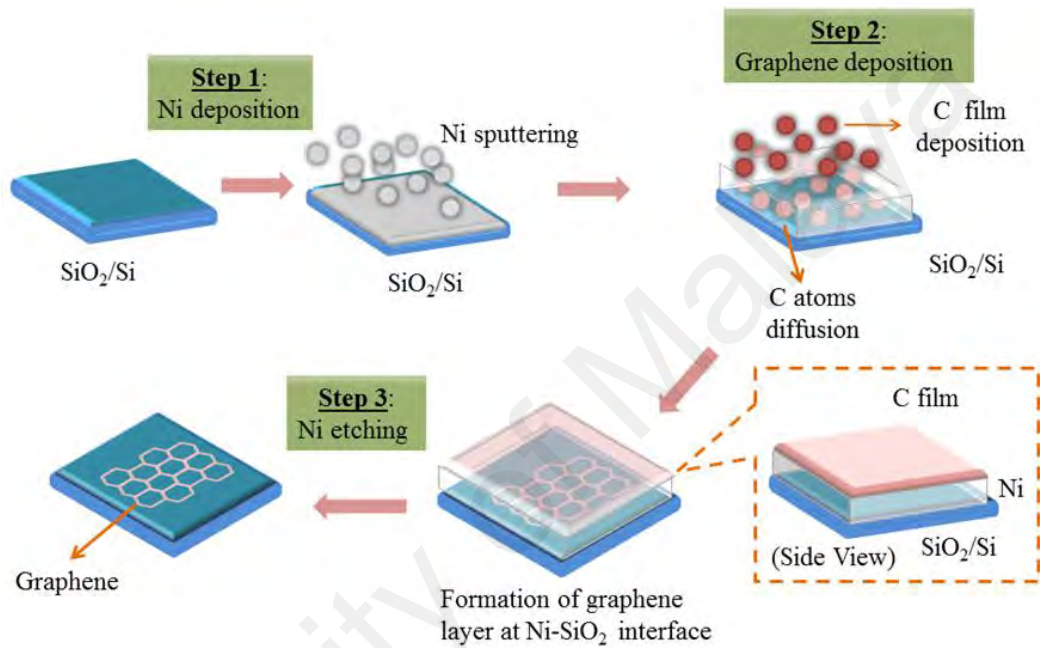 Step 1:
Ni deposition
Step 2:
Graphene deposition
Ni sputtering
C film
deposition
SiO₂/Si
SiO₂/Si
SiO₂/Si
C atoms
diffusion
Step 3:
Ni etching
C film
Ni
SiO₂/Si
(Side View)
Graphene
Formation of graphene
layer at Ni-SiO₂ interface